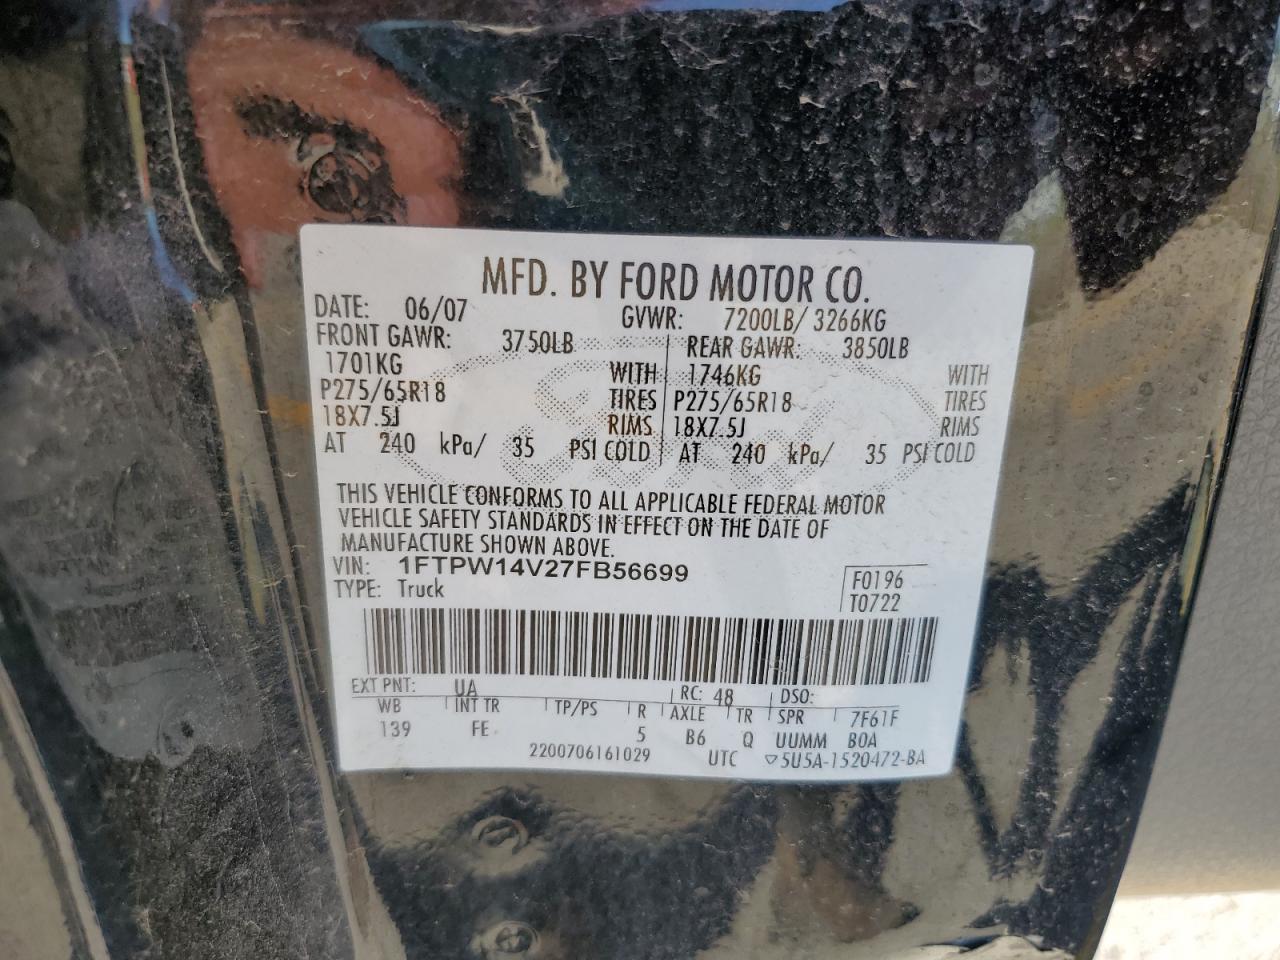 MFD. BY FORD MOTOR CO.
DATE: 06/07 GVWR: 7200LB/ 3266KG
FRONT GAWR: 3750LB REAR GAWR: 3850LB
1701KG WITH 1746KG WITH
P275/65R18 TIRES P275/65R18 TIRES
18X7.5J RIMS 18X7.5J RIMS
AT 240 kPa/ 35 PSI COLD AT 240 kPa/ 35 PSI COLD
THIS VEHICLE CONFORMS TO ALL APPLICABLE FEDERAL MOTOR
VEHICLE SAFETY STANDARDS IN EFFECT ON THE DATE OF
MANUFACTURE SHOWN ABOVE.
VIN: 1FTPW14V27FB56699 F0196
TYPE: Truck T0722
EXT PNT: UA RC: 48 DSO:
WB INT TR TP/PS R AXLE TR SPR 7F61F
139 FE 5 B6 Q UUMM BOA
2200706161029 UTC ▽5U5A-1520472-BA